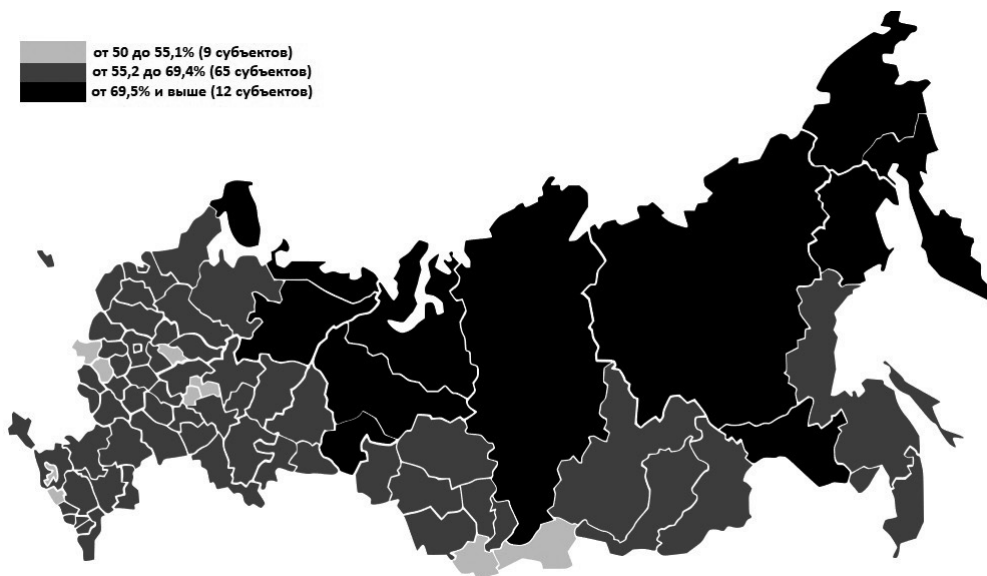 от 50 до 55,1% (9 субъектов)
от 55,2 до 69,4% (65 субъектов)
от 69,5% и выше (12 субъектов)